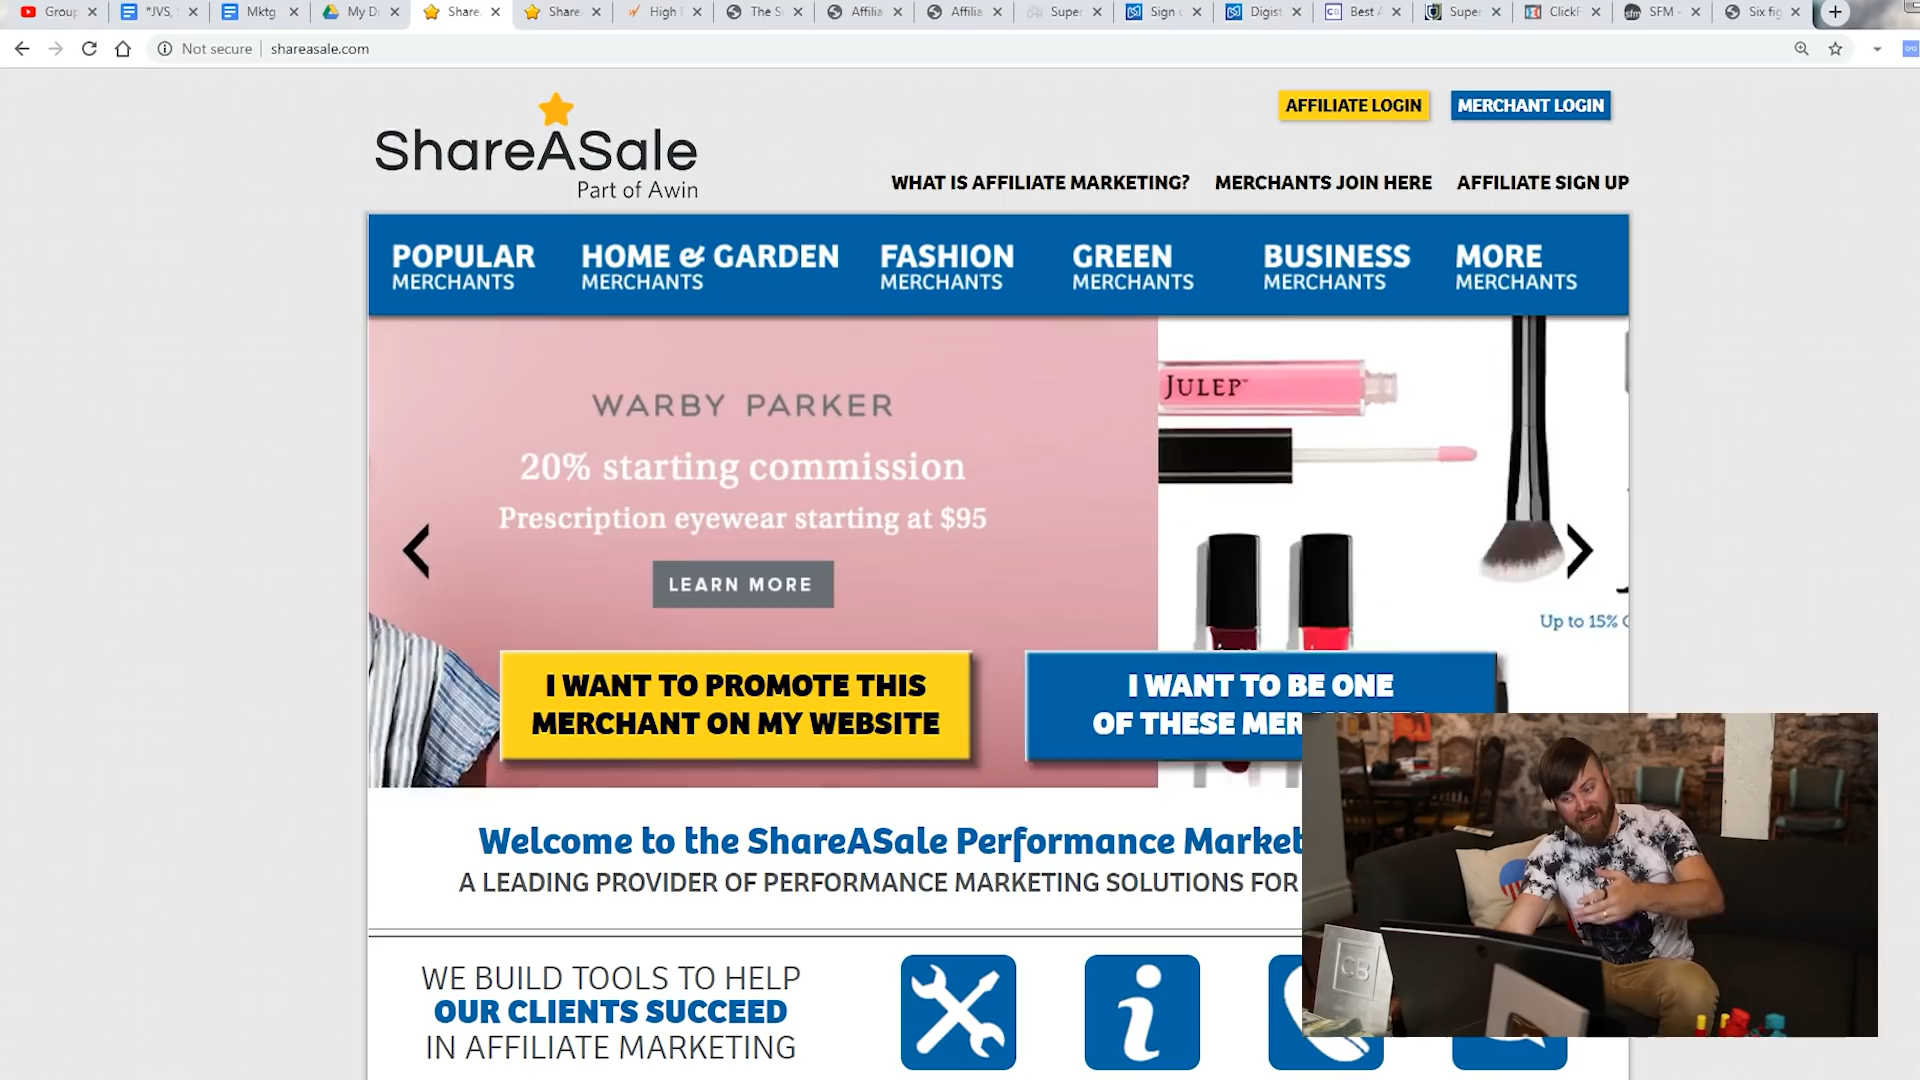 Group
*JVS,
Mktg
My D
Share
Share
High
The S
Affilia
Affilia
Super
Sign
Digist
Best
Super
ClickF
SFM -
Six fig
Not secure
shareasale.com
AFFILIATE LOGIN
MERCHANT LOGIN
ShareASale
Part of Awin
WHAT IS AFFILIATE MARKETING?
MERCHANTS JOIN HERE
AFFILIATE SIGN UP
POPULAR
MERCHANTS
HOME & GARDEN
MERCHANTS
FASHION
MERCHANTS
GREEN
MERCHANTS
BUSINESS
MERCHANTS
MORE
MERCHANTS
WARBY PARKER
20% starting commission
Prescription eyewear starting at $95
LEARN MORE
JULEP
Up to 15%
I WANT TO PROMOTE THIS
MERCHANT ON MY WEBSITE
I WANT TO BE ONE
OF THESE MER
Welcome to the ShareASale Performance Market
A LEADING PROVIDER OF PERFORMANCE MARKETING SOLUTIONS FOR
WE BUILD TOOLS TO HELP
OUR CLIENTS SUCCEED
IN AFFILIATE MARKETING
CB